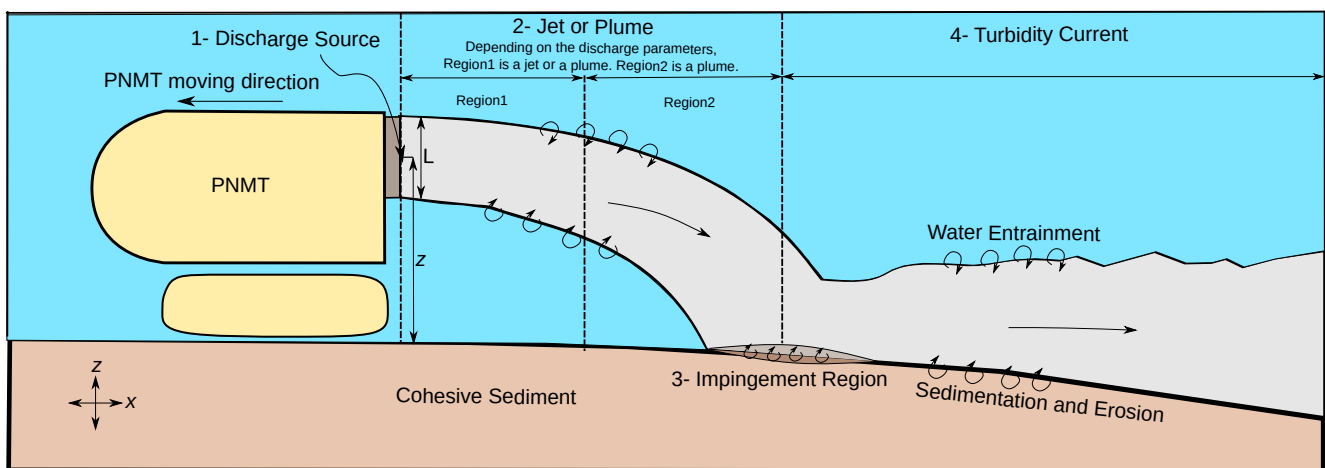 2- Jet or Plume
Depending on the discharge parameters,
Region1 is a jet or a plume. Region2 is a plume.
1- Discharge Source
4- Turbidity Current
PNMT moving direction
Region1
Region2
L
PNMT
z
Water Entrainment
3- Impingement Region
Sedimentation and Erosion
Cohesive Sediment
z
x